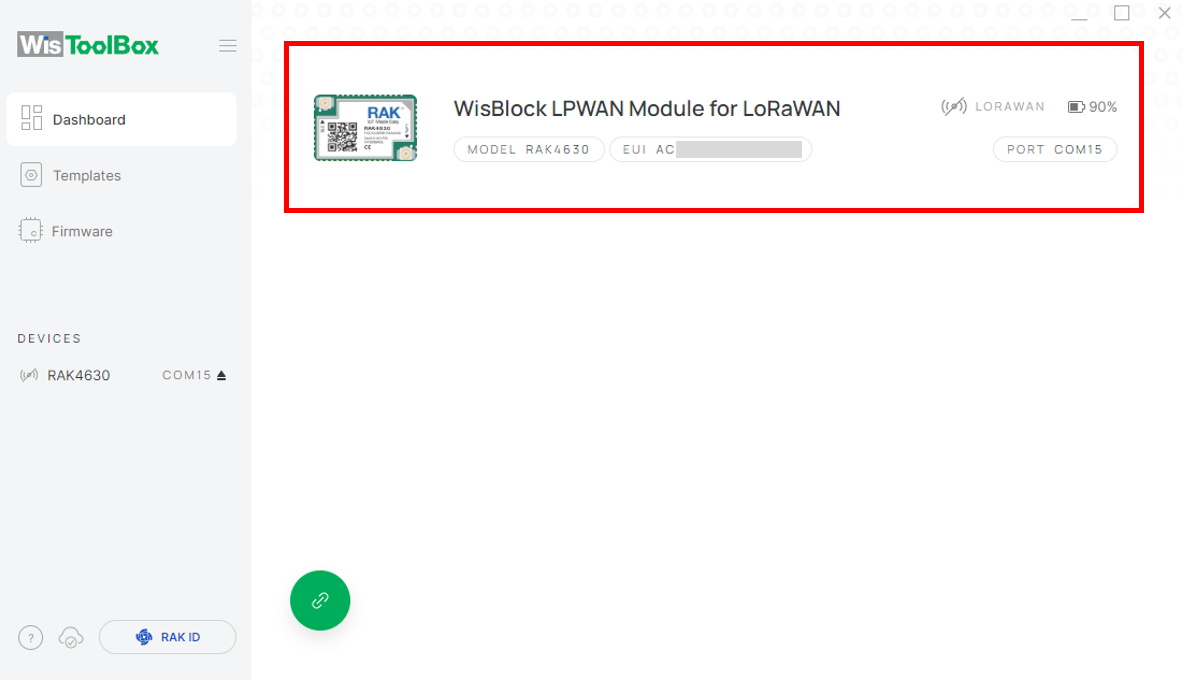 WisToolBox
Dashboard
Templates
Firmware
DEVICES
RAK4630 COM15
? RAK ID
RAK
RAK4630
WisBlock LPWAN Module for LoRaWAN
LORAWAN 90%
MODEL RAK4630 EUI AC
PORT COM15